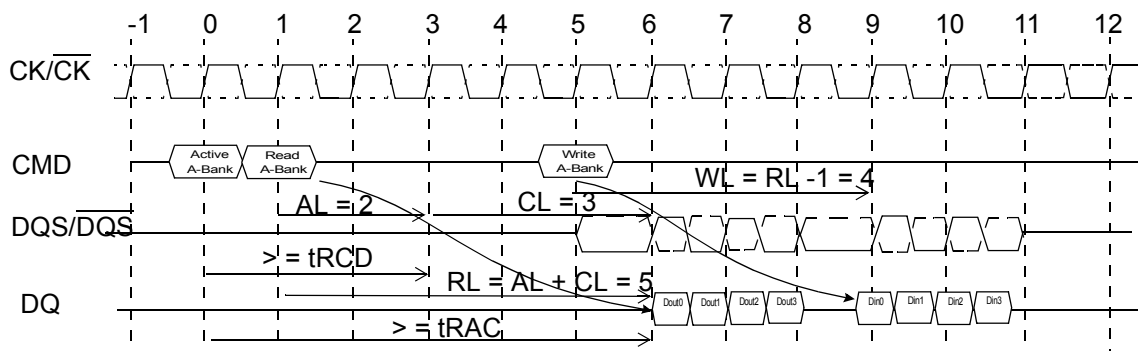 -1 0 1 2 3 4 5 6 7 8 9 10 11 12
CK/CK
CMD
Active A-Bank
Read A-Bank
Write A-Bank
WL = RL -1 = 4
AL = 2
CL = 3
DQS/DQS
> = tRCD
RL = AL + CL = 5
DQ
Dout0 Dout1 Dout2 Dout3
Din0 Din1 Din2 Din3
> = tRAC